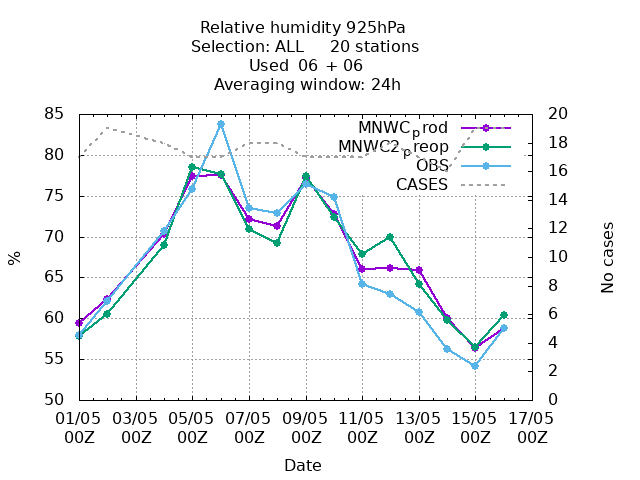 Relative humidity 925hPa
Selection: ALL 20 stations
Used 06 + 06
Averaging window: 24h
85 20
80 18
75 16
70 14
65 12
60 10
55 8
50 6
4
2
0
MNWC_prod
MNWC2_preop
OBS
CASES
%
No cases
01/05 03/05 05/05 07/05 09/05 11/05 13/05 15/05 17/05
00Z 00Z 00Z 00Z 00Z 00Z 00Z 00Z 00Z
Date